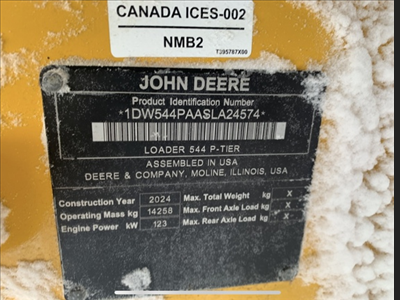 CANADA ICES-002
NMB2
T395787X00
JOHN DEERE
Product Identification Number
*1DW544PAASLA24574*
LOADER 544 P-TIER
ASSEMBLED IN USA
DEERE & COMPANY, MOLINE, ILLINOIS, USA
Construction Year 2024 Max. Total Weight kg X
Operating Mass kg 14258 Max. Front Axle Load kg X
Engine Power kW 123 Max. Rear Axle Load kg X